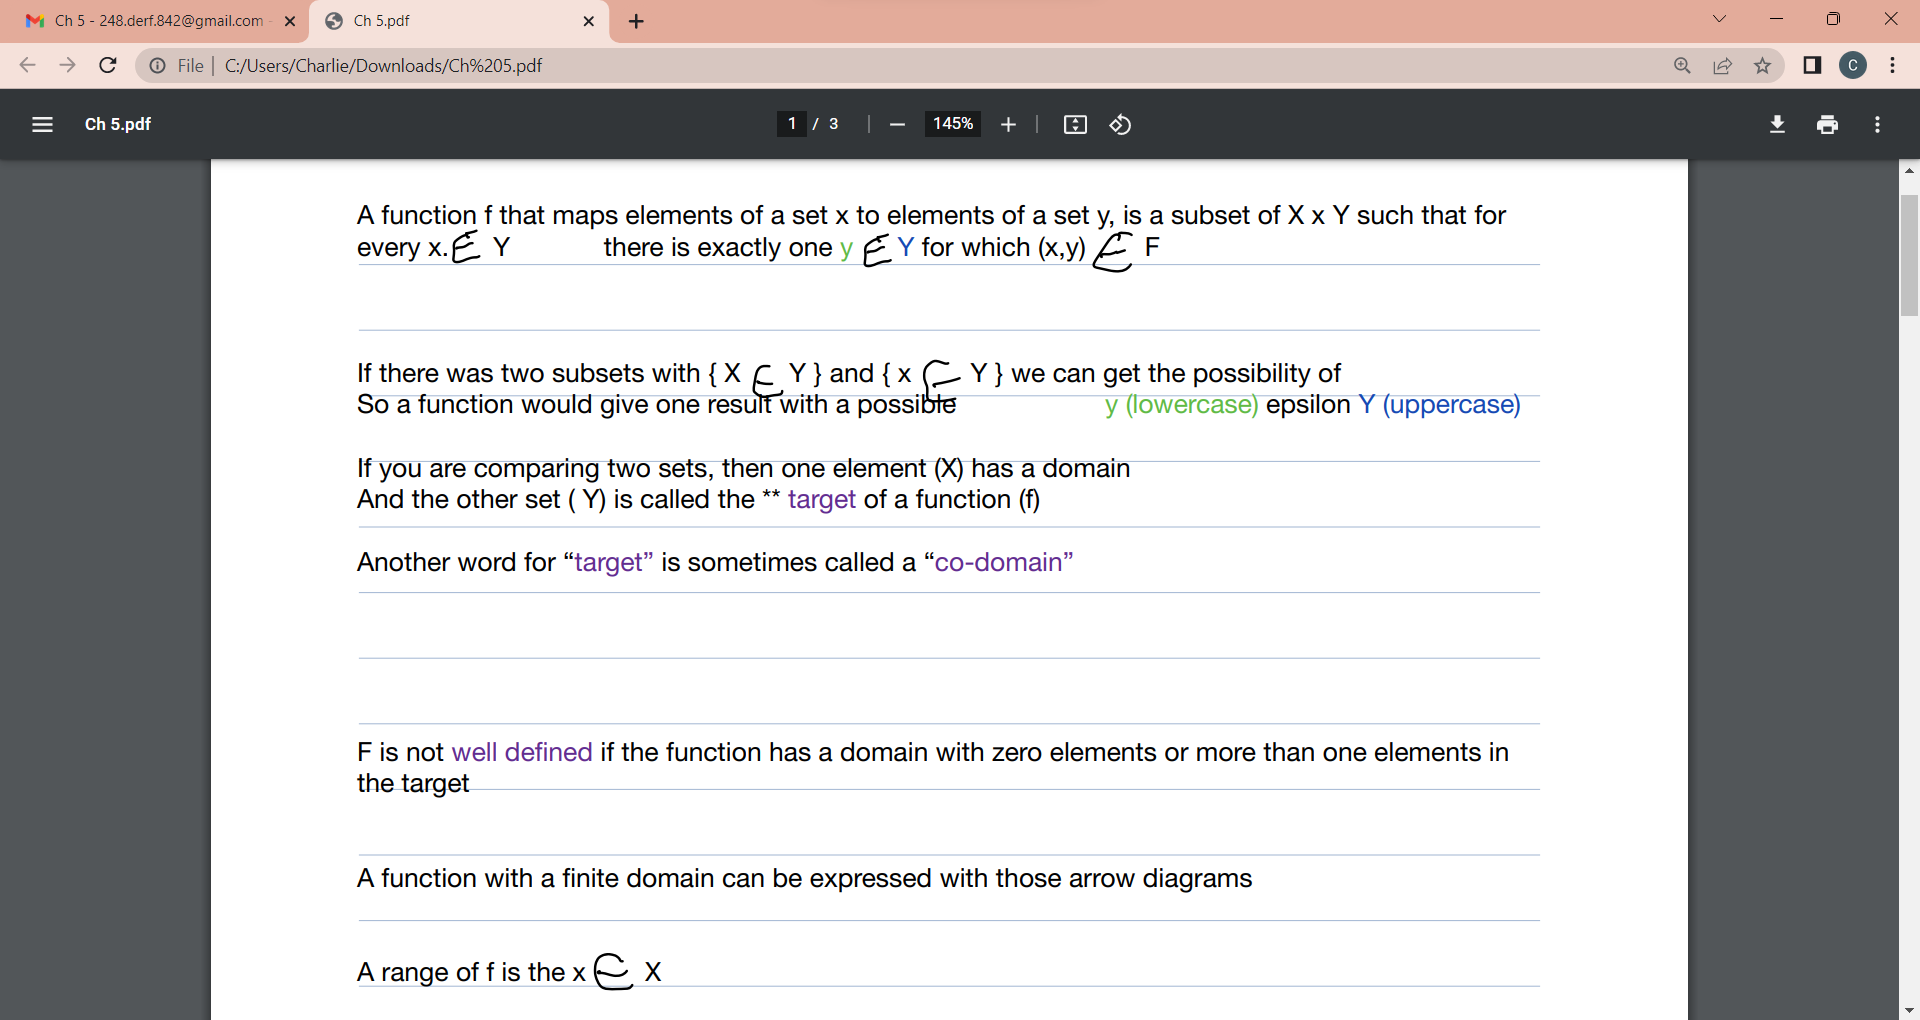 Ch 5 - 248.derf.842@gmail.com -
Ch 5.pdf
File | C:/Users/Charlie/Downloads/Ch%205.pdf
C
Ch 5.pdf
1 / 3 | − 145% + |
A function f that maps elements of a set x to elements of a set y, is a subset of X x Y such that for
every x. ∈ Y there is exactly one y ∈ Y for which (x,y) ∈ F
If there was two subsets with { X ∈ Y } and { x ∈ Y } we can get the possibility of
So a function would give one result with a possible y (lowercase) epsilon Y (uppercase)
If you are comparing two sets, then one element (X) has a domain
And the other set ( Y) is called the ** target of a function (f)
Another word for “target” is sometimes called a “co-domain”
F is not well defined if the function has a domain with zero elements or more than one elements in
the target
A function with a finite domain can be expressed with those arrow diagrams
A range of f is the x ∈ X